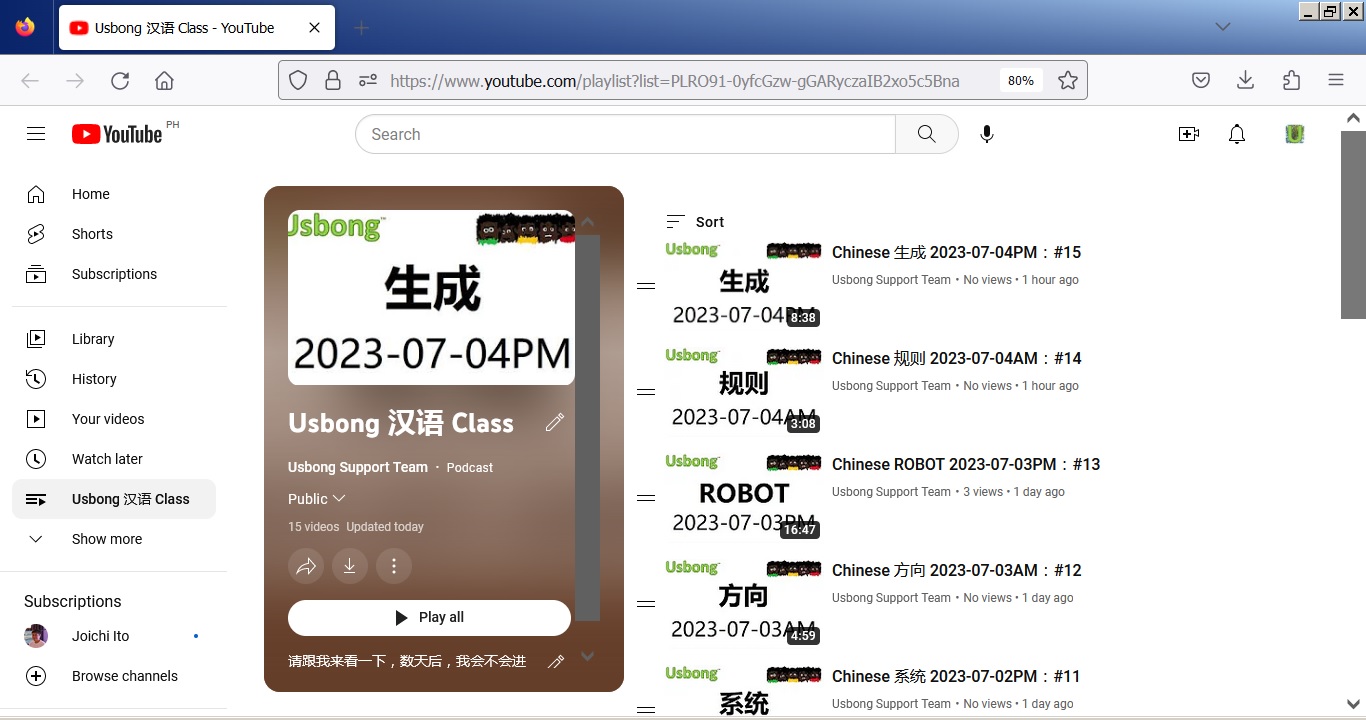 Usbong 汉语 Class - YouTube
https://www.youtube.com/playlist?list=PLRO91-0yfcGzw-gGARyczaIB2xo5c5Bna
80%
YouTube PH
Search
Home
Shorts
Subscriptions
Library
History
Your videos
Watch later
Usbong 汉语 Class
Show more
Subscriptions
Joichi Ito
Browse channels
Usbong™
生成
2023-07-04PM
Usbong 汉语 Class
Usbong Support Team · Podcast
Public
15 videos Updated today
Play all
请跟我来看一下，数天后，我会不会进
Sort
Usbong
生成
2023-07-04PM
8:38
Chinese 生成 2023-07-04PM：#15
Usbong Support Team • No views • 1 hour ago
Usbong
规则
2023-07-04AM
3:08
Chinese 规则 2023-07-04AM：#14
Usbong Support Team • No views • 1 hour ago
Usbong
ROBOT
2023-07-03PM
16:47
Chinese ROBOT 2023-07-03PM：#13
Usbong Support Team • 3 views • 1 day ago
Usbong
方向
2023-07-03AM
4:59
Chinese 方向 2023-07-03AM：#12
Usbong Support Team • No views • 1 day ago
Usbong
系统
Chinese 系统 2023-07-02PM：#11
Usbong Support Team • No views • 1 day ago